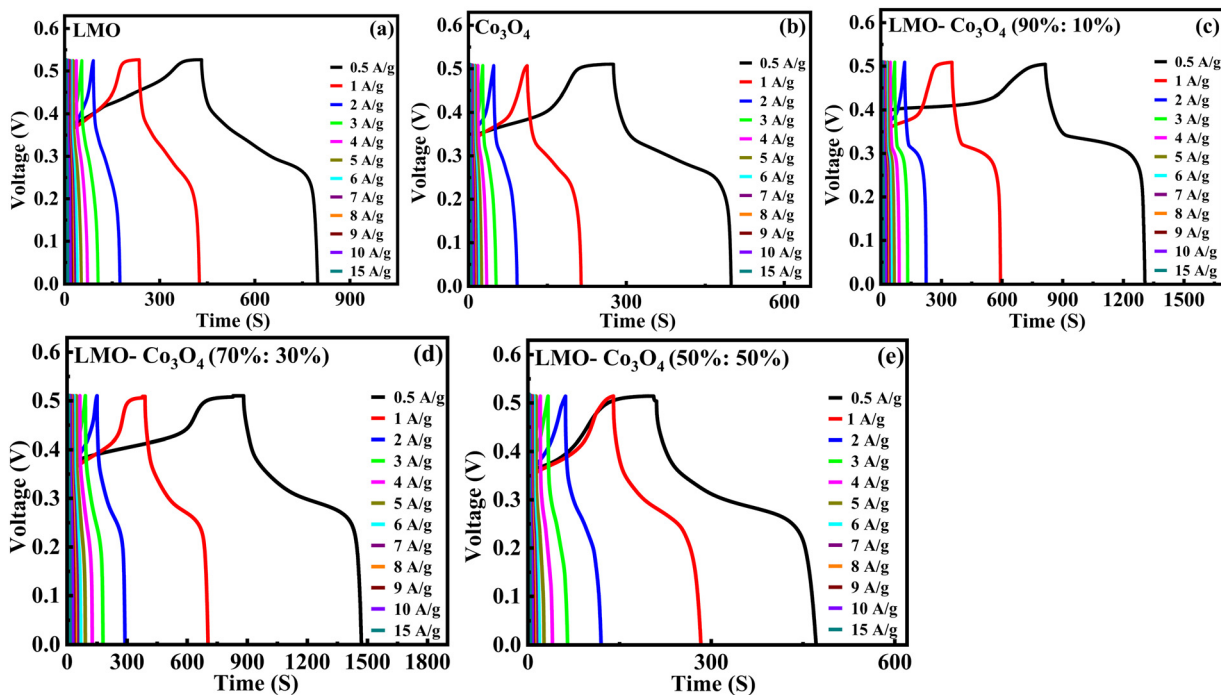 LMO
(a)
0.6
0.5
0.4
0.3
0.2
0.1
0.0
Voltage (V)
0 300 600 900
Time (S)
0.5 A/g
1 A/g
2 A/g
3 A/g
4 A/g
5 A/g
6 A/g
7 A/g
8 A/g
9 A/g
10 A/g
15 A/g
Co₃O₄
(b)
0.6
0.5
0.4
0.3
0.2
0.1
0.0
Voltage (V)
0 300 600
Time (S)
0.5 A/g
1 A/g
2 A/g
3 A/g
4 A/g
5 A/g
6 A/g
7 A/g
8 A/g
9 A/g
10 A/g
15 A/g
LMO- Co₃O₄ (90%: 10%)
(c)
0.6
0.5
0.4
0.3
0.2
0.1
0.0
Voltage (V)
0 300 600 900 1200 1500
Time (S)
0.5 A/g
1 A/g
2 A/g
3 A/g
4 A/g
5 A/g
6 A/g
7 A/g
8 A/g
9 A/g
10 A/g
15 A/g
LMO- Co₃O₄ (70%: 30%)
(d)
0.6
0.5
0.4
0.3
0.2
0.1
0.0
Voltage (V)
0 300 600 900 1200 1500 1800
Time (S)
0.5 A/g
1 A/g
2 A/g
3 A/g
4 A/g
5 A/g
6 A/g
7 A/g
8 A/g
9 A/g
10 A/g
15 A/g
LMO- Co₃O₄ (50%: 50%)
(e)
0.6
0.5
0.4
0.3
0.2
0.1
0.0
Voltage (V)
0 300 600
Time (S)
0.5 A/g
1 A/g
2 A/g
3 A/g
4 A/g
5 A/g
6 A/g
7 A/g
8 A/g
9 A/g
10 A/g
15 A/g